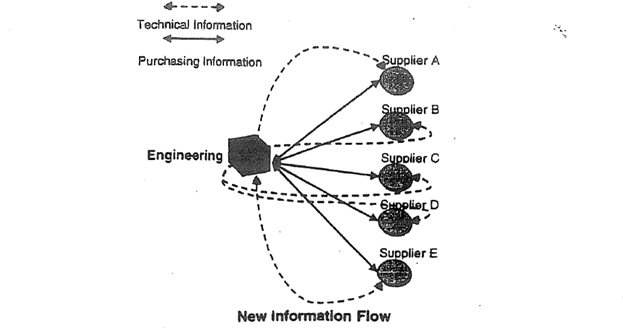 Technical Information
Purchasing Information
Supplier A
Supplier B
Engineering
Supplier C
Supplier D
Supplier E
New Information Flow